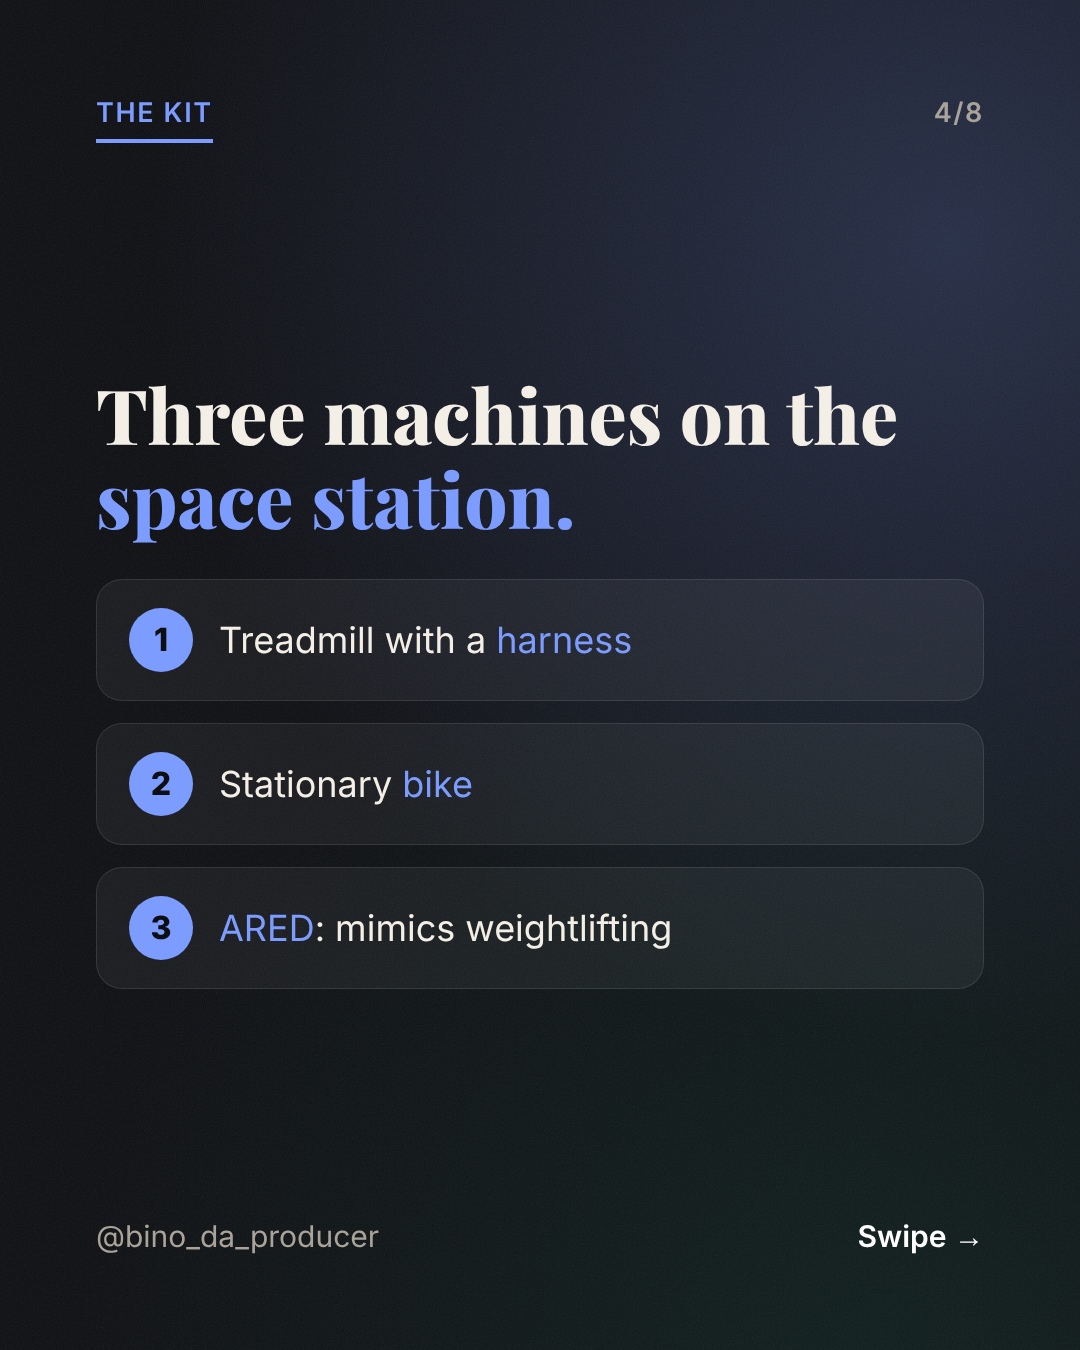 THE KIT
4/8
Three machines on the
space station.
1 Treadmill with a harness
2 Stationary bike
3 ARED: mimics weightlifting
@bino_da_producer
Swipe →